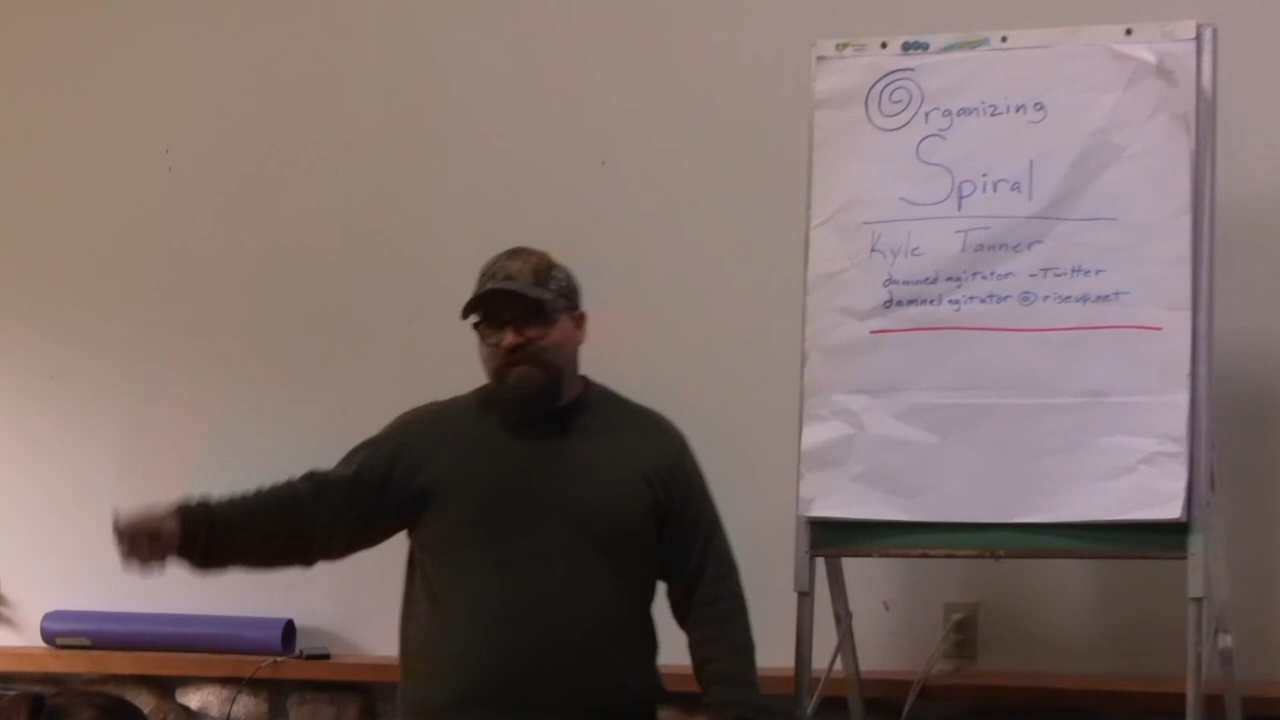 Organizing
Spiral
Kyle Tanner
damned agitator - Twitter
damned agitator @ riseup.net